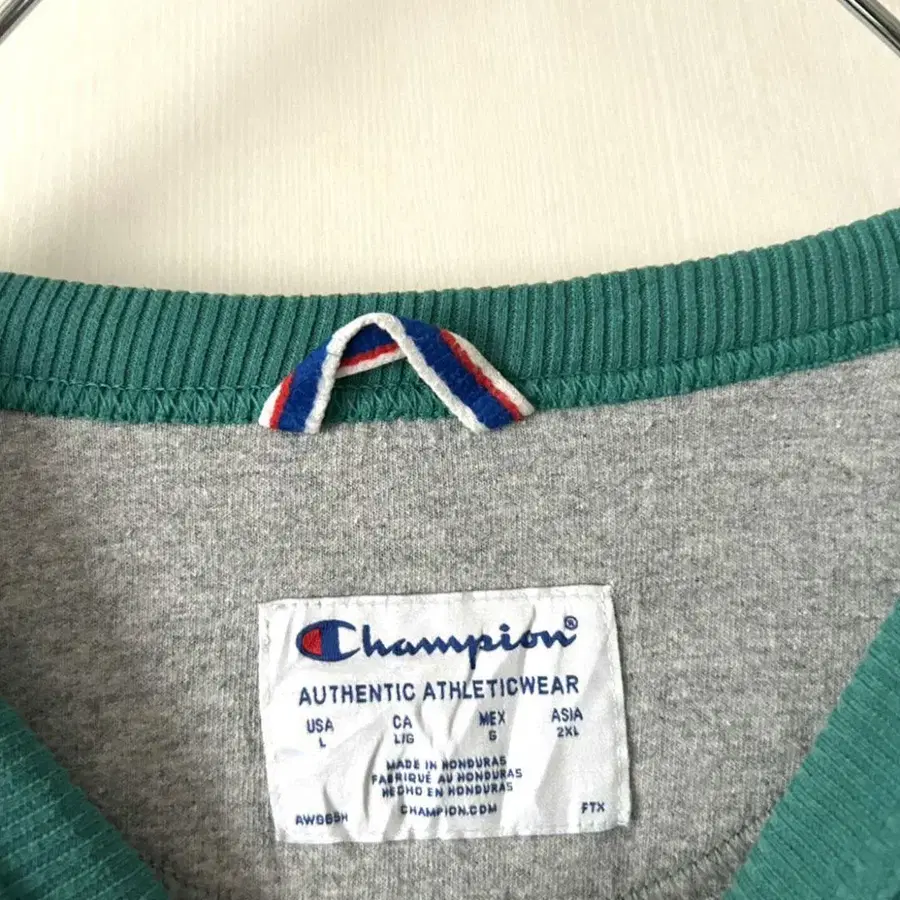 Champion®
AUTHENTIC ATHLETICWEAR
USA CA MEX ASIA
L L/G G 2XL
MADE IN HONDURAS
FABRIQUÉ AU HONDURAS
HECHO EN HONDURAS
CHAMPION.COM
FTX